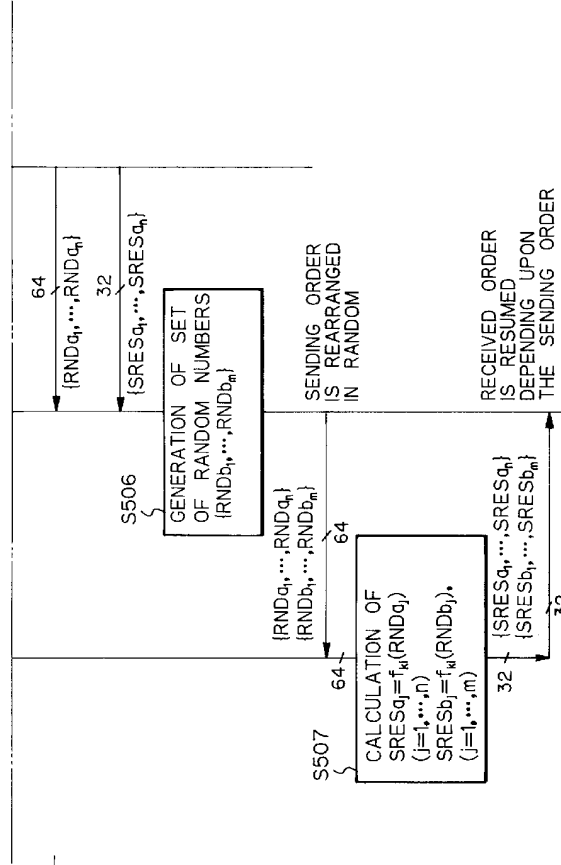 64
{RNDa₁,⋯,RNDaₙ}
32
{SRESa₁,⋯,SRESaₙ}
S506
GENERATION OF SET
OF RANDOM NUMBERS
{RNDb₁,⋯,RNDbₘ}
SENDING ORDER
IS REARRANGED
IN RANDOM
{RNDa₁,⋯,RNDaₙ}
{RNDb₁,⋯,RNDbₘ}
64
64
S507
CALCULATION OF
SRESaⱼ=fₖᵢ(RNDaⱼ)
(j=1,⋯,n)
SRESbⱼ=fₖᵢ(RNDbⱼ),
(j=1,⋯,m)
32
{SRESa₁,⋯,SRESaₙ}
{SRESb₁,⋯,SRESbₘ}
32
RECEIVED ORDER
IS RESUMED
DEPENDING UPON
THE SENDING ORDER